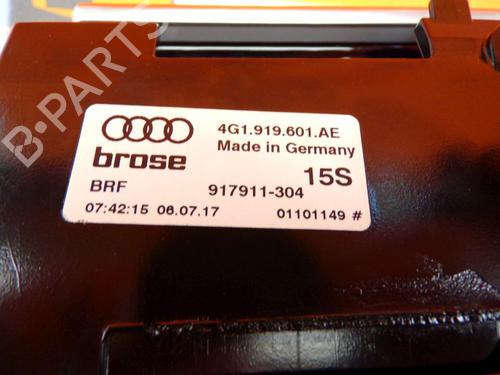 4G1.919.601.AE
Made in Germany
brose
15S
BRF 917911-304
07:42:15 06.07.17 01101149 #
B-PARTS